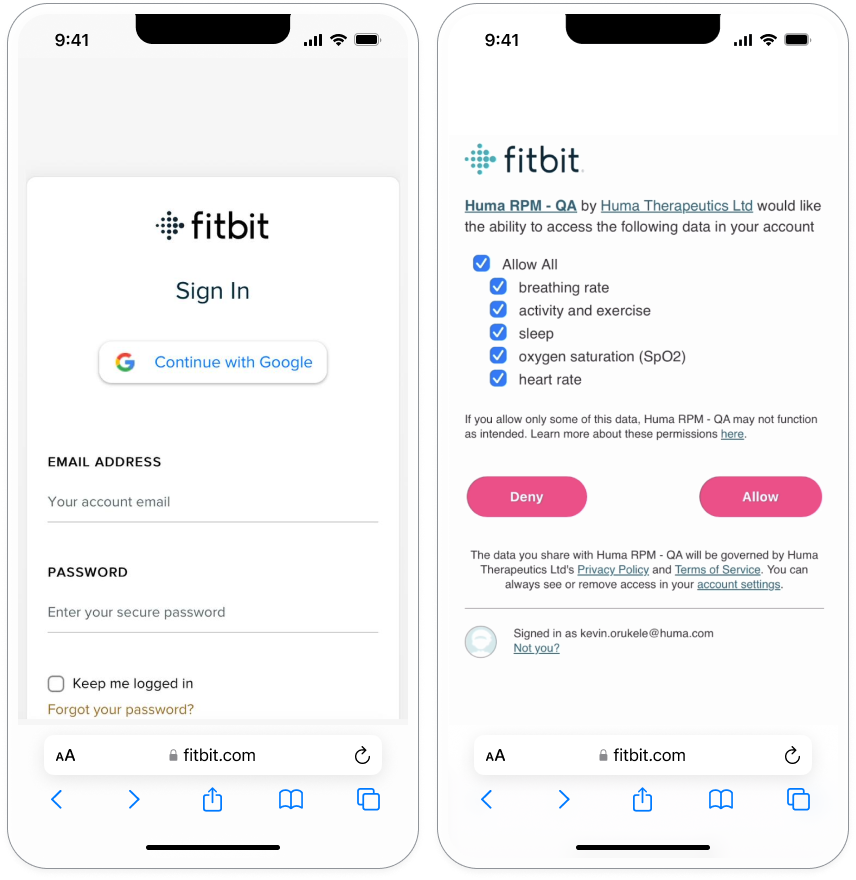 9:41
fitbit
Sign In
Continue with Google
EMAIL ADDRESS
Your account email
PASSWORD
Enter your secure password
Keep me logged in
Forgot your password?
AA
fitbit.com
9:41
fitbit.
Huma RPM - QA by Huma Therapeutics Ltd would like
the ability to access the following data in your account
Allow All
breathing rate
activity and exercise
sleep
oxygen saturation (SpO2)
heart rate
If you allow only some of this data, Huma RPM - QA may not function
as intended. Learn more about these permissions here.
Deny
Allow
The data you share with Huma RPM - QA will be governed by Huma
Therapeutics Ltd's Privacy Policy and Terms of Service. You can
always see or remove access in your account settings.
Signed in as kevin.orukele@huma.com
Not you?
AA
fitbit.com